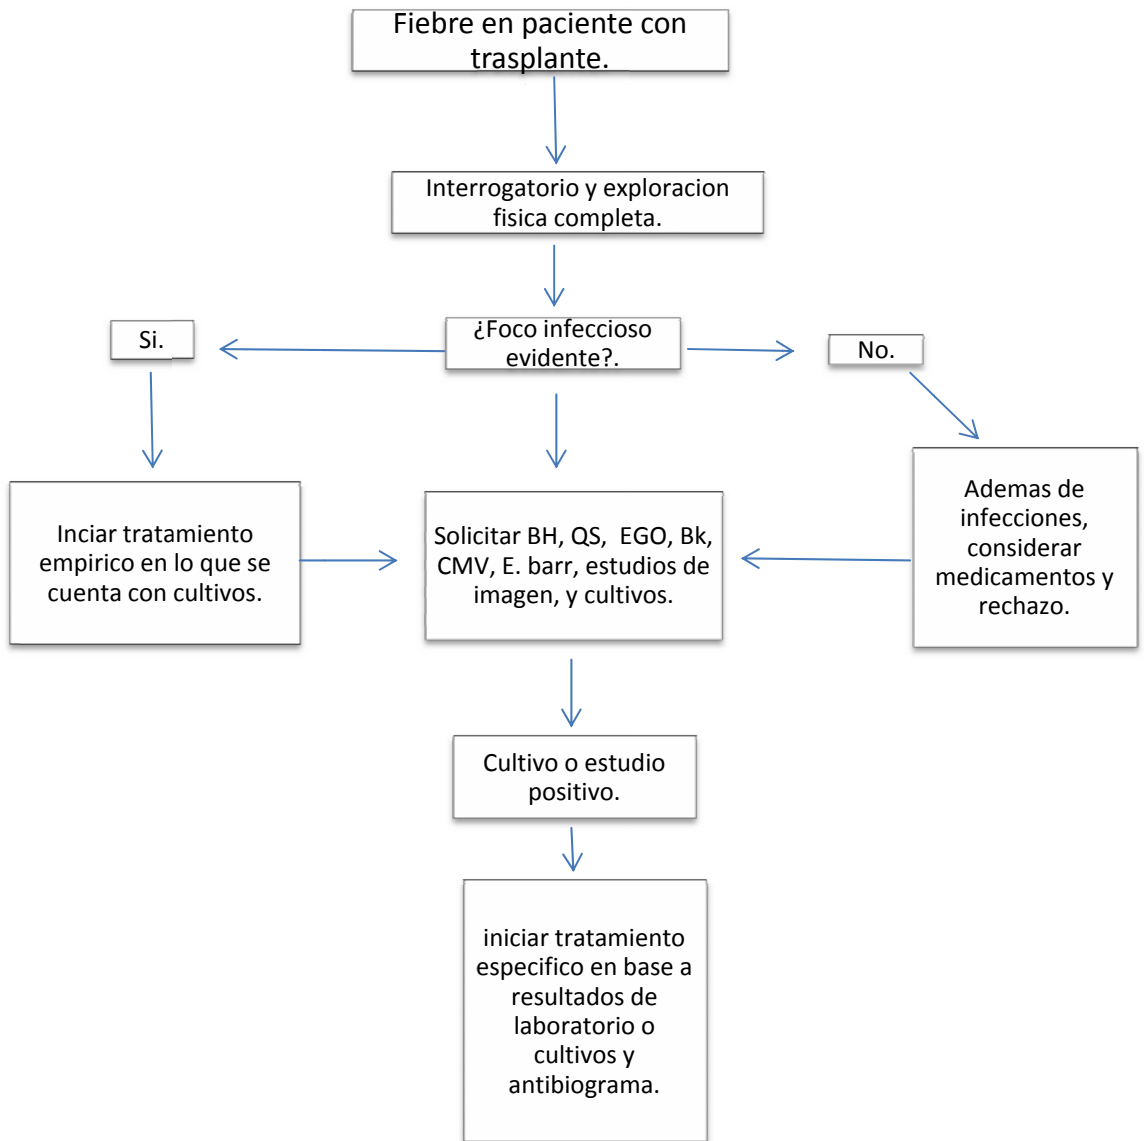 Fiebre en paciente con
trasplante.
Interrogatorio y exploracion
fisica completa.
¿Foco infeccioso
evidente?.
Si.
No.
Inciar tratamiento
empirico en lo que se
cuenta con cultivos.
Solicitar BH, QS, EGO, Bk,
CMV, E. barr, estudios de
imagen, y cultivos.
Ademas de
infecciones,
considerar
medicamentos y
rechazo.
Cultivo o estudio
positivo.
iniciar tratamiento
especifico en base a
resultados de
laboratorio o
cultivos y
antibiograma.